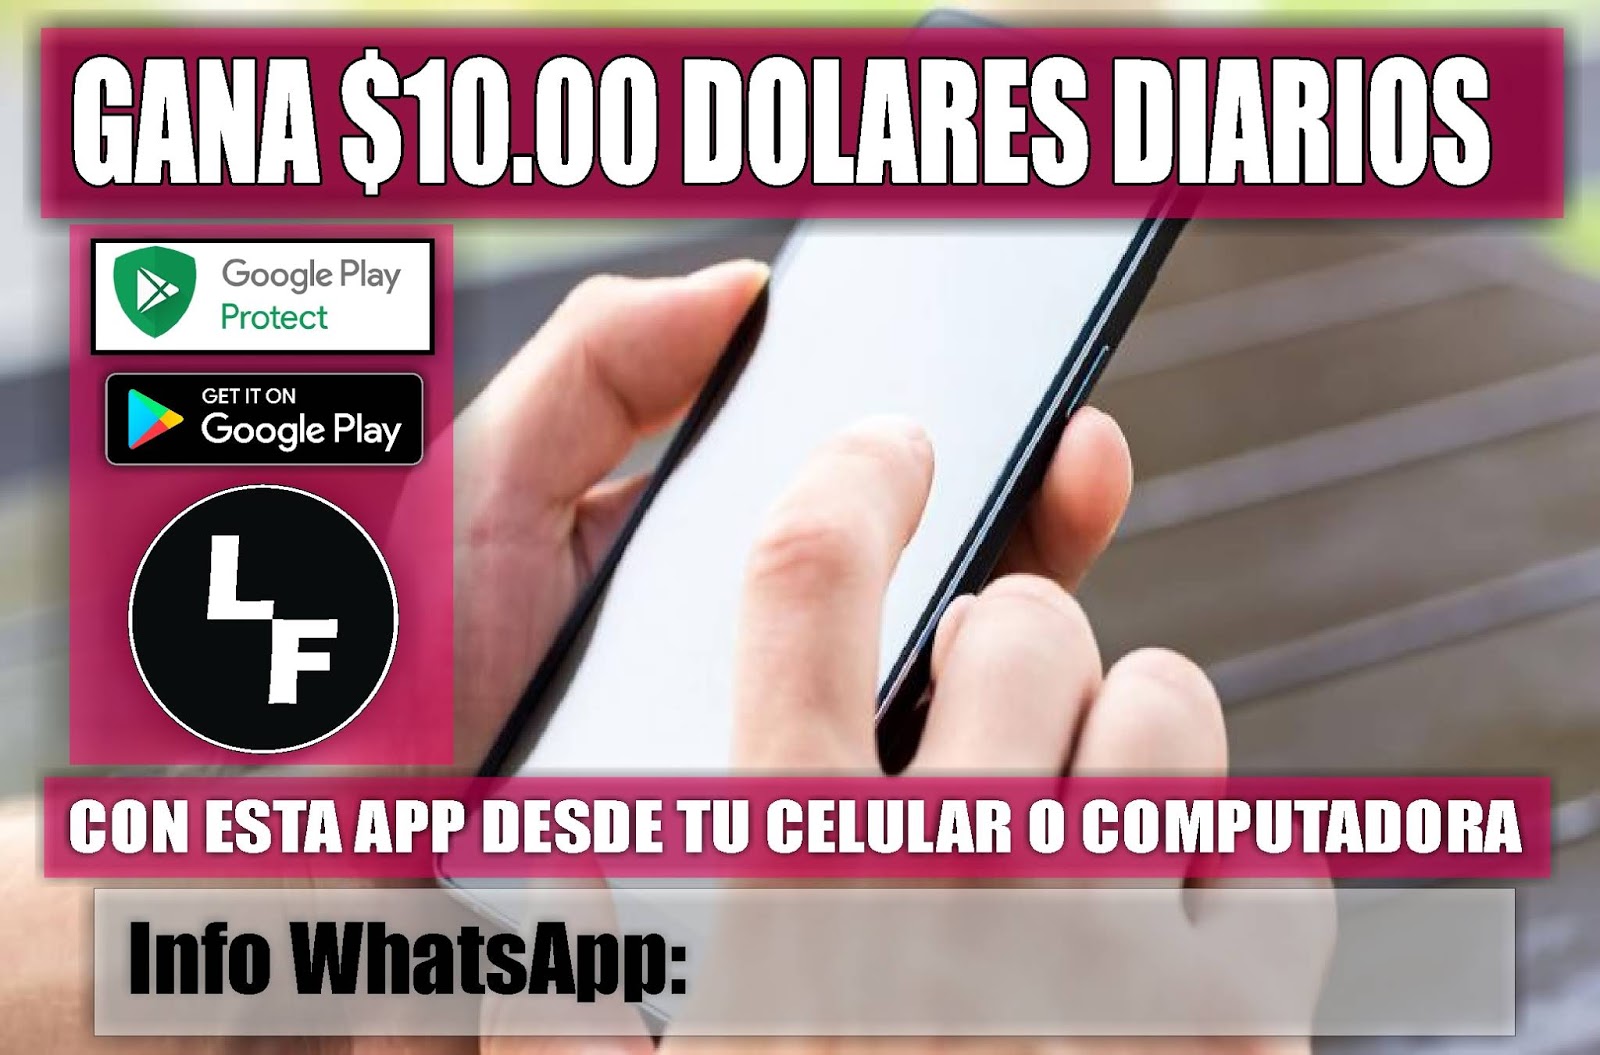 GANA $10.00 DOLARES DIARIOS
Google Play
Protect
GET IT ON
Google Play
L
F
CON ESTA APP DESDE TU CELULAR O COMPUTADORA
Info WhatsApp: